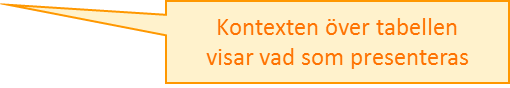 Kontexten över tabellen
visar vad som presenteras